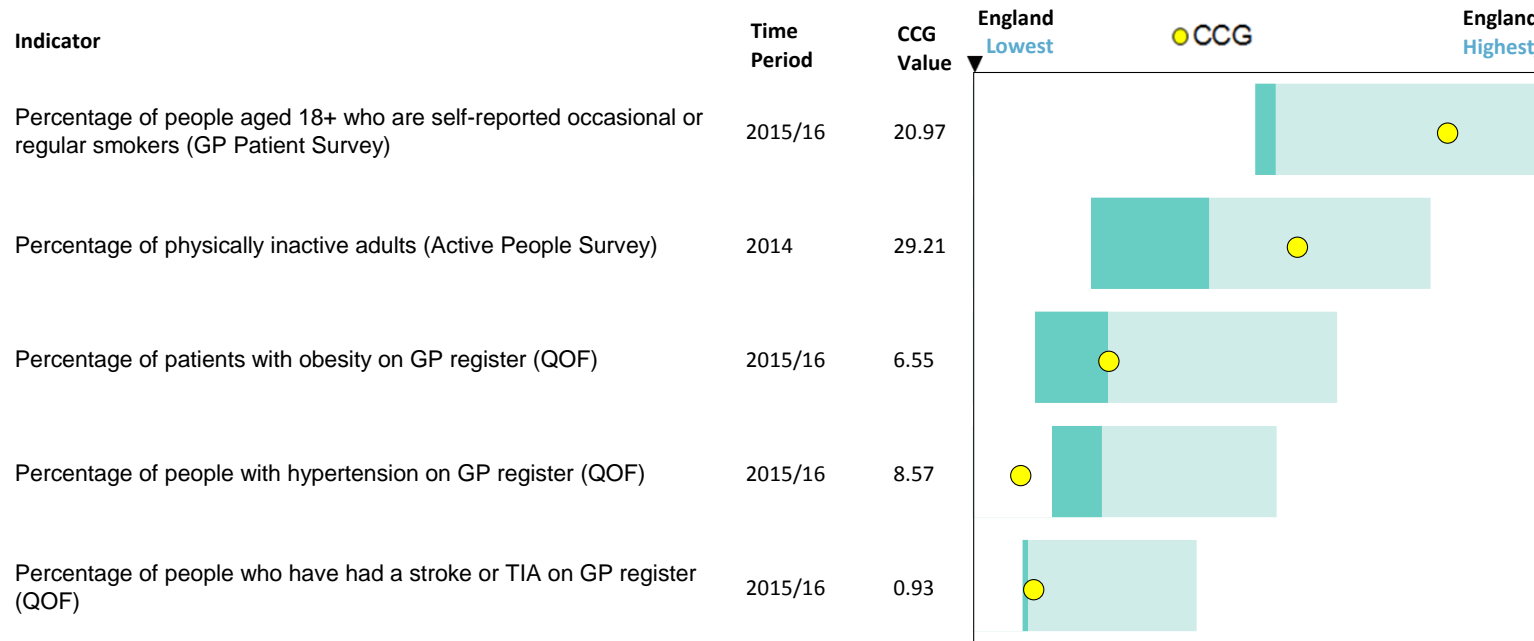 Indicator
Time
Period
CCG
Value
England
Lowest
CCG
England
Highest
Percentage of people aged 18+ who are self-reported occasional or
regular smokers (GP Patient Survey)
2015/16
20.97
Percentage of physically inactive adults (Active People Survey)
2014
29.21
Percentage of patients with obesity on GP register (QOF)
2015/16
6.55
Percentage of people with hypertension on GP register (QOF)
2015/16
8.57
Percentage of people who have had a stroke or TIA on GP register
(QOF)
2015/16
0.93